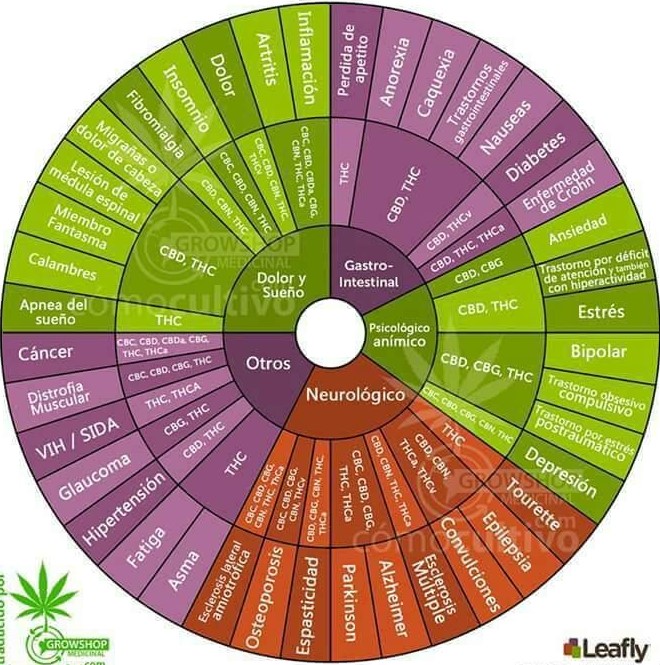 Gastro-
Intestinal
Perdida de
apetito
Anorexia
Caquexia
Trastornos
gastrointestinales
Nauseas
Diabetes
Enfermedad
de Crohn
THC
CBD, THC
CBD, THCv
CBD, THC, THCa
Psicológico
anímico
Ansiedad
Trastorno por déficit
de atención y también
con hiperactividad
Estrés
Bipolar
Trastorno obsesivo
compulsivo
Trastorno por estrés
postraumático
Depresión
CBD, CBG
CBD, THC
CBD, CBG, THC
CBC, CBD, CBG, CBN, THC
Neurológico
Tourette
Epilepsia
Convulciones
Esclerosis
Múltiple
Alzheimer
Parkinson
Espasticidad
Osteoporosis
Esclerosis lateral
amiotrófica
THC
CBD, CBN,
THCa, THCv
CBD, CBN, THC, THCa
CBC, CBD, CBG,
THC, THCa
CBD, CBG, CBN, THC,
THCa
CBC, CBD, CBG,
CBN, THC, THCv
CBC, CBD, CBG,
CBN, THC, THCa
Otros
Asma
Fatiga
Hipertensión
Glaucoma
VIH / SIDA
Distrofia
Muscular
Cáncer
THC
CBD, THC
CBG, THC
THC, THCA
CBC, CBD, CBG, THC
CBC, CBD, CBDa, CBG,
THC, THCa
Dolor y
Sueño
Apnea del
sueño
Calambres
Miembro
Fantasma
Lesión de
médula espinal
Migrañas o
dolor de cabeza
Fibromialgia
Insomnio
Dolor
Artritis
Inflamación
THC
CBD, THC
CBD, CBN, THC
CBC, CBD, CBN, THC,
CBC, CBD, CBN, THC,
THCv
CBC, CBD, CBDa, CBG,
CBN, THC, THCa
GROWSHOP
MEDICINAL
cómocultivo
GROWSHOP
MEDICINAL
.com
cómocultivo
traducido por
GROWSHOP
MEDICINAL
.com
Leafly